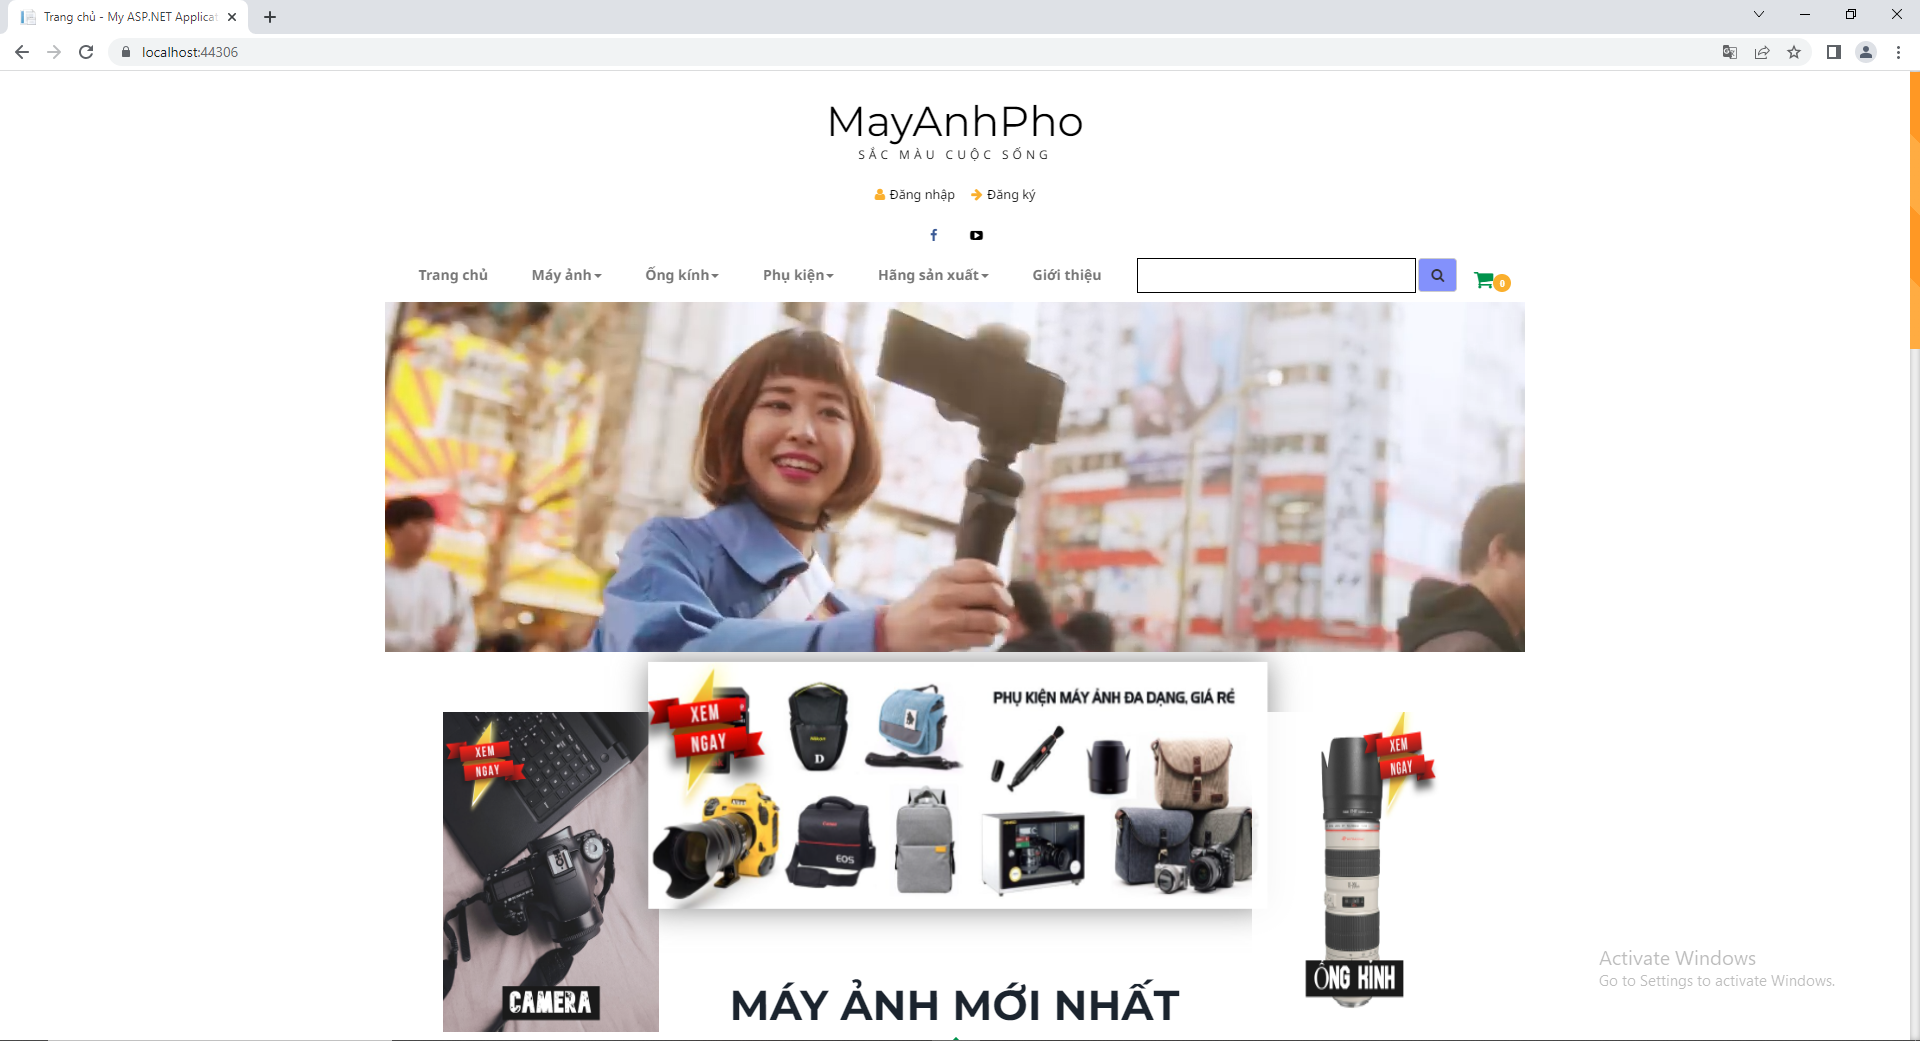 Trang chủ - My ASP.NET Applicat
localhost:44306
MayAnhPho
SẮC MÀU CUỘC SỐNG
Đăng nhập Đăng ký
Trang chủ Máy ảnh Ống kính Phụ kiện Hãng sản xuất Giới thiệu 0
PHỤ KIỆN MÁY ẢNH ĐA DẠNG, GIÁ RẺ
XEM NGAY
D
Canon
EOS
XEM NGAY
CAMERA
XEM NGAY
ỐNG KÍNH
MÁY ẢNH MỚI NHẤT
Activate Windows
Go to Settings to activate Windows.